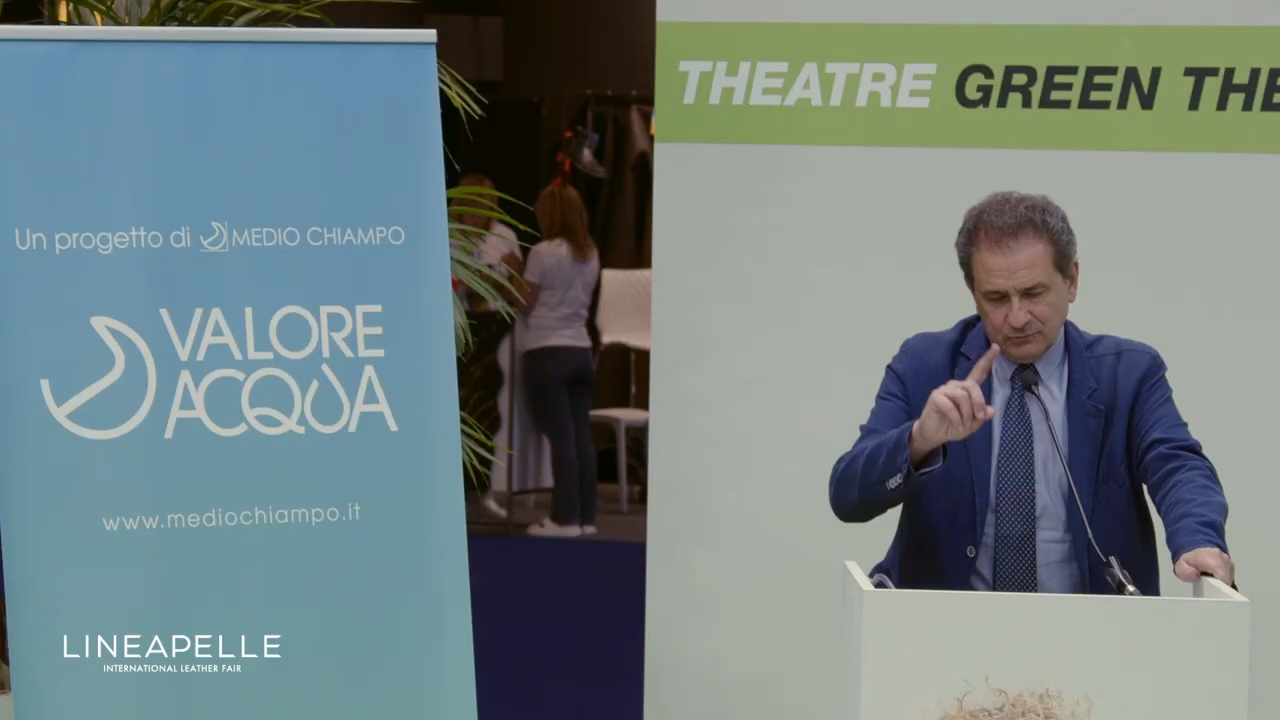 Un progetto di MEDIO CHIAMPO
VALORE
ACQUA
www.mediochiampo.it
LINEAPELLE
INTERNATIONAL LEATHER FAIR
THEATRE GREEN THE